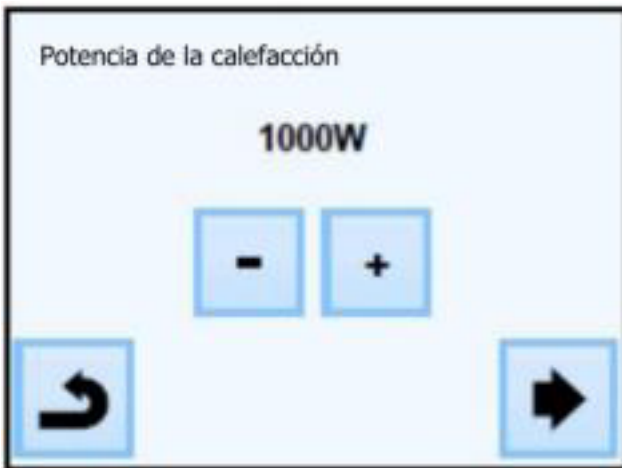 Potencia de la calefacción
1000W
- +